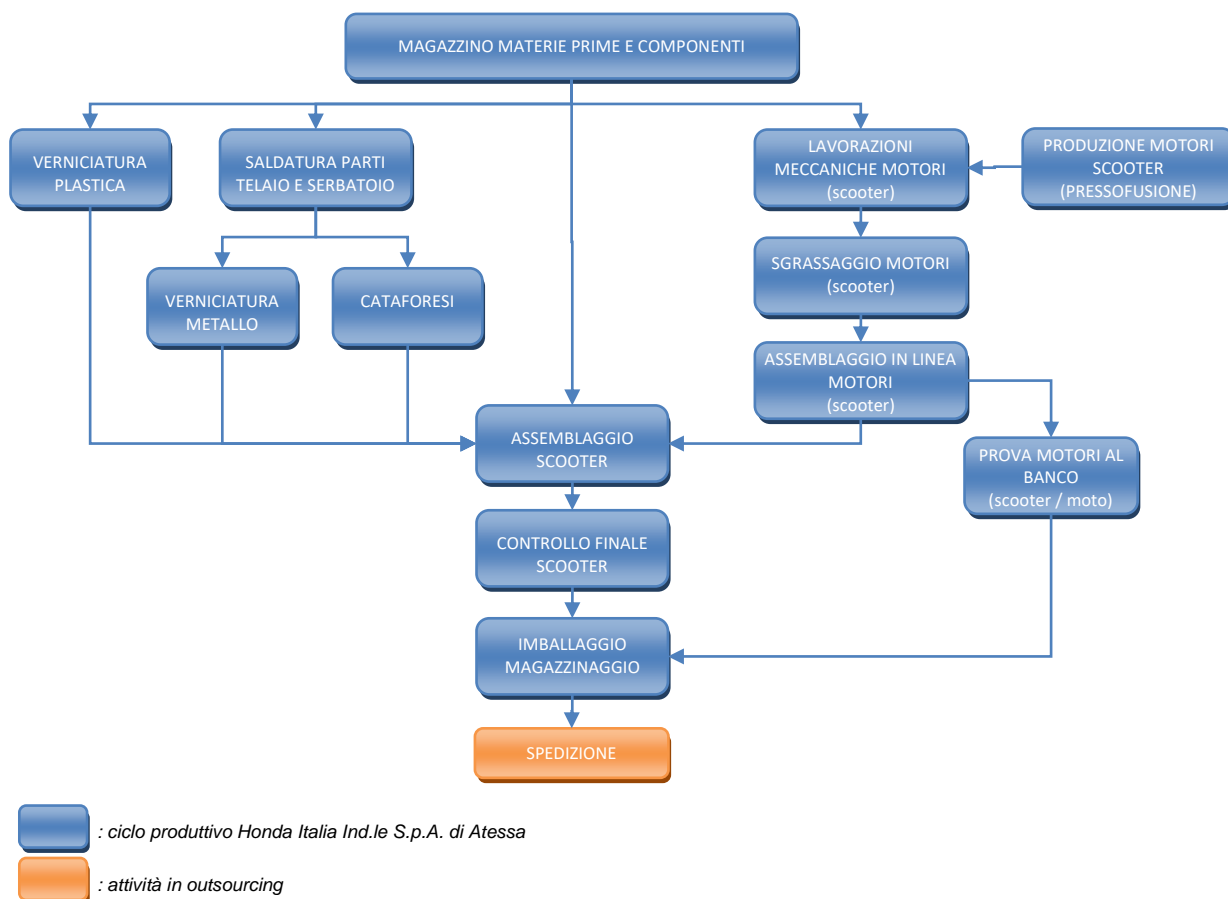 MAGAZZINO MATERIE PRIME E COMPONENTI
VERNICIATURA
PLASTICA
SALDATURA PARTI
TELAIO E SERBATOIO
LAVORAZIONI
MECCANICHE MOTORI
(scooter)
PRODUZIONE MOTORI
SCOOTER
(PRESSOFUSIONE)
SGRASSAGGIO MOTORI
(scooter)
VERNICIATURA
METALLO
CATAFORESI
ASSEMBLAGGIO IN LINEA
MOTORI
(scooter)
ASSEMBLAGGIO
SCOOTER
PROVA MOTORI AL
BANCO
(scooter / moto)
CONTROLLO FINALE
SCOOTER
IMBALLAGGIO
MAGAZZINAGGIO
SPEDIZIONE
: ciclo produttivo Honda Italia Ind.le S.p.A. di Atessa
: attività in outsourcing